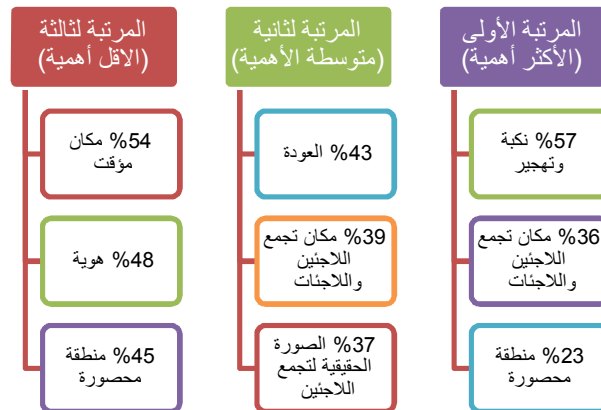 المرتبة الأولى
(الأكثر أهمية)
57% نكبة
وتهجير
36% مكان تجمع
اللاجئين
واللاجئات
23% منطقة
محصورة
المرتبة لثانية
(متوسطة الأهمية)
43% العودة
39% مكان تجمع
اللاجئين
واللاجئات
37% الصورة
الحقيقية لتجمع
اللاجئين
المرتبة لثالثة
(الاقل أهمية)
54% مكان
مؤقت
48% هوية
45% منطقة
محصورة